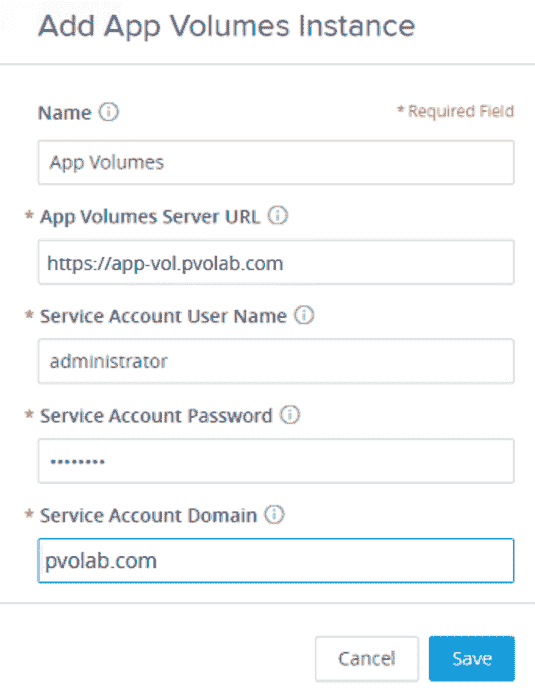 Add App Volumes Instance
Name
* Required Field
App Volumes
* App Volumes Server URL
https://app-vol.pvolab.com
* Service Account User Name
administrator
* Service Account Password
••••••••
* Service Account Domain
pvolab.com
Cancel
Save